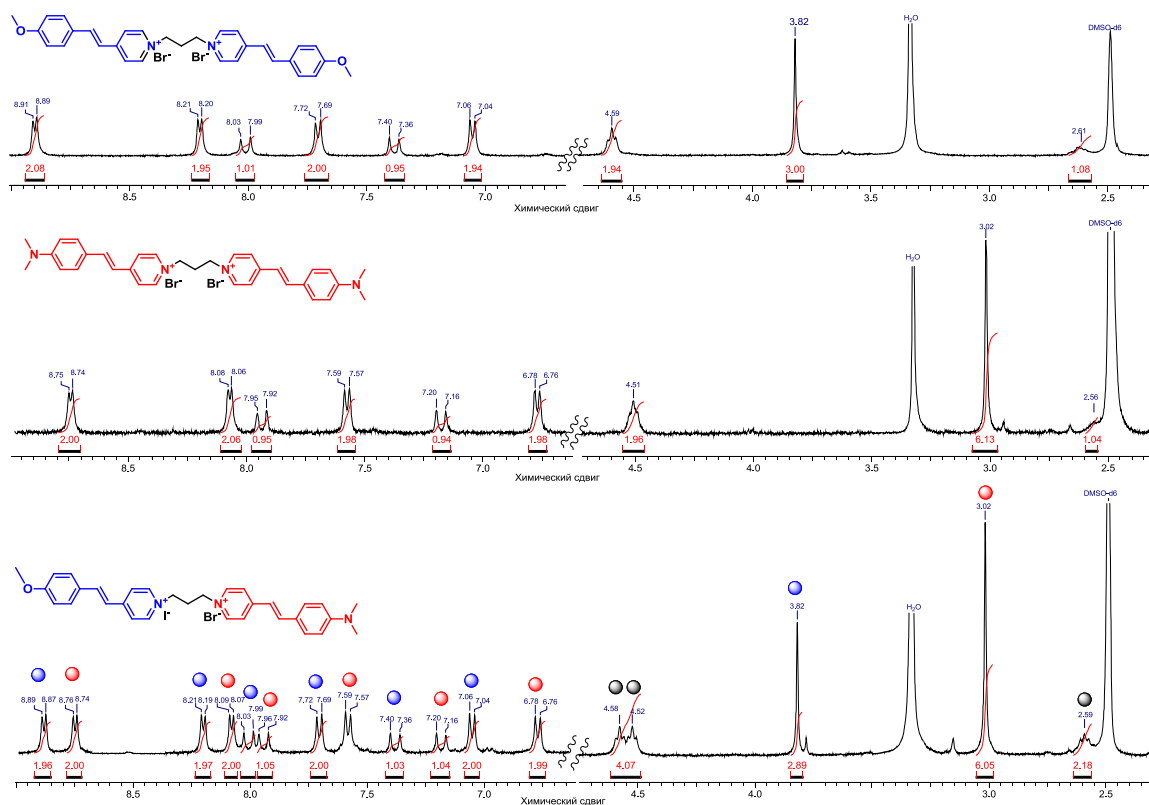 O
N+
N+
Br-
Br-
O
3.82
H2O
DMSO-d6
8.91 8.89 8.21 8.20 8.03 7.99 7.72 7.69 7.40 7.36 7.06 7.04 4.59 2.61
2.08 1.95 1.01 2.00 0.95 1.94 1.94 3.00 1.08
8.5 8.0 7.5 7.0 4.5 4.0 3.5 3.0 2.5
Химический сдвиг
N
N+
N+
Br-
Br-
N
3.02
H2O
DMSO-d6
8.75 8.74 8.08 8.06 7.95 7.92 7.59 7.57 7.20 7.16 6.78 6.76 4.51 2.56
2.00 2.06 0.95 1.98 0.94 1.98 1.96 6.13 1.04
8.5 8.0 7.5 7.0 4.5 4.0 3.5 3.0 2.5
Химический сдвиг
O
N+
N+
I-
Br-
N
3.02
H2O
DMSO-d6
3.82
8.89 8.87 8.76 8.74 8.21 8.19 8.09 8.07 8.03 7.99 7.96 7.92 7.72 7.69 7.59 7.57 7.40 7.36 7.20 7.16 7.06 7.04 6.78 6.76 4.58 4.52 2.59
1.96 2.00 1.97 2.00 1.05 2.00 1.03 1.04 2.00 1.99 4.07 2.89 6.05 2.18
8.5 8.0 7.5 7.0 4.5 4.0 3.5 3.0 2.5
Химический сдвиг